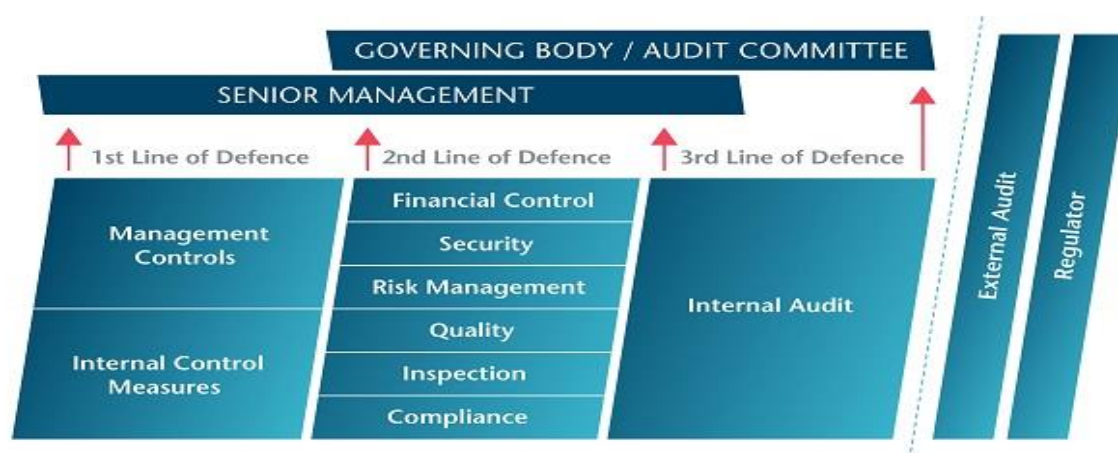 GOVERNING BODY / AUDIT COMMITTEE
SENIOR MANAGEMENT
1st Line of Defence
2nd Line of Defence
3rd Line of Defence
Management
Controls
Internal Control
Measures
Financial Control
Security
Risk Management
Quality
Inspection
Compliance
Internal Audit
External Audit
Regulator